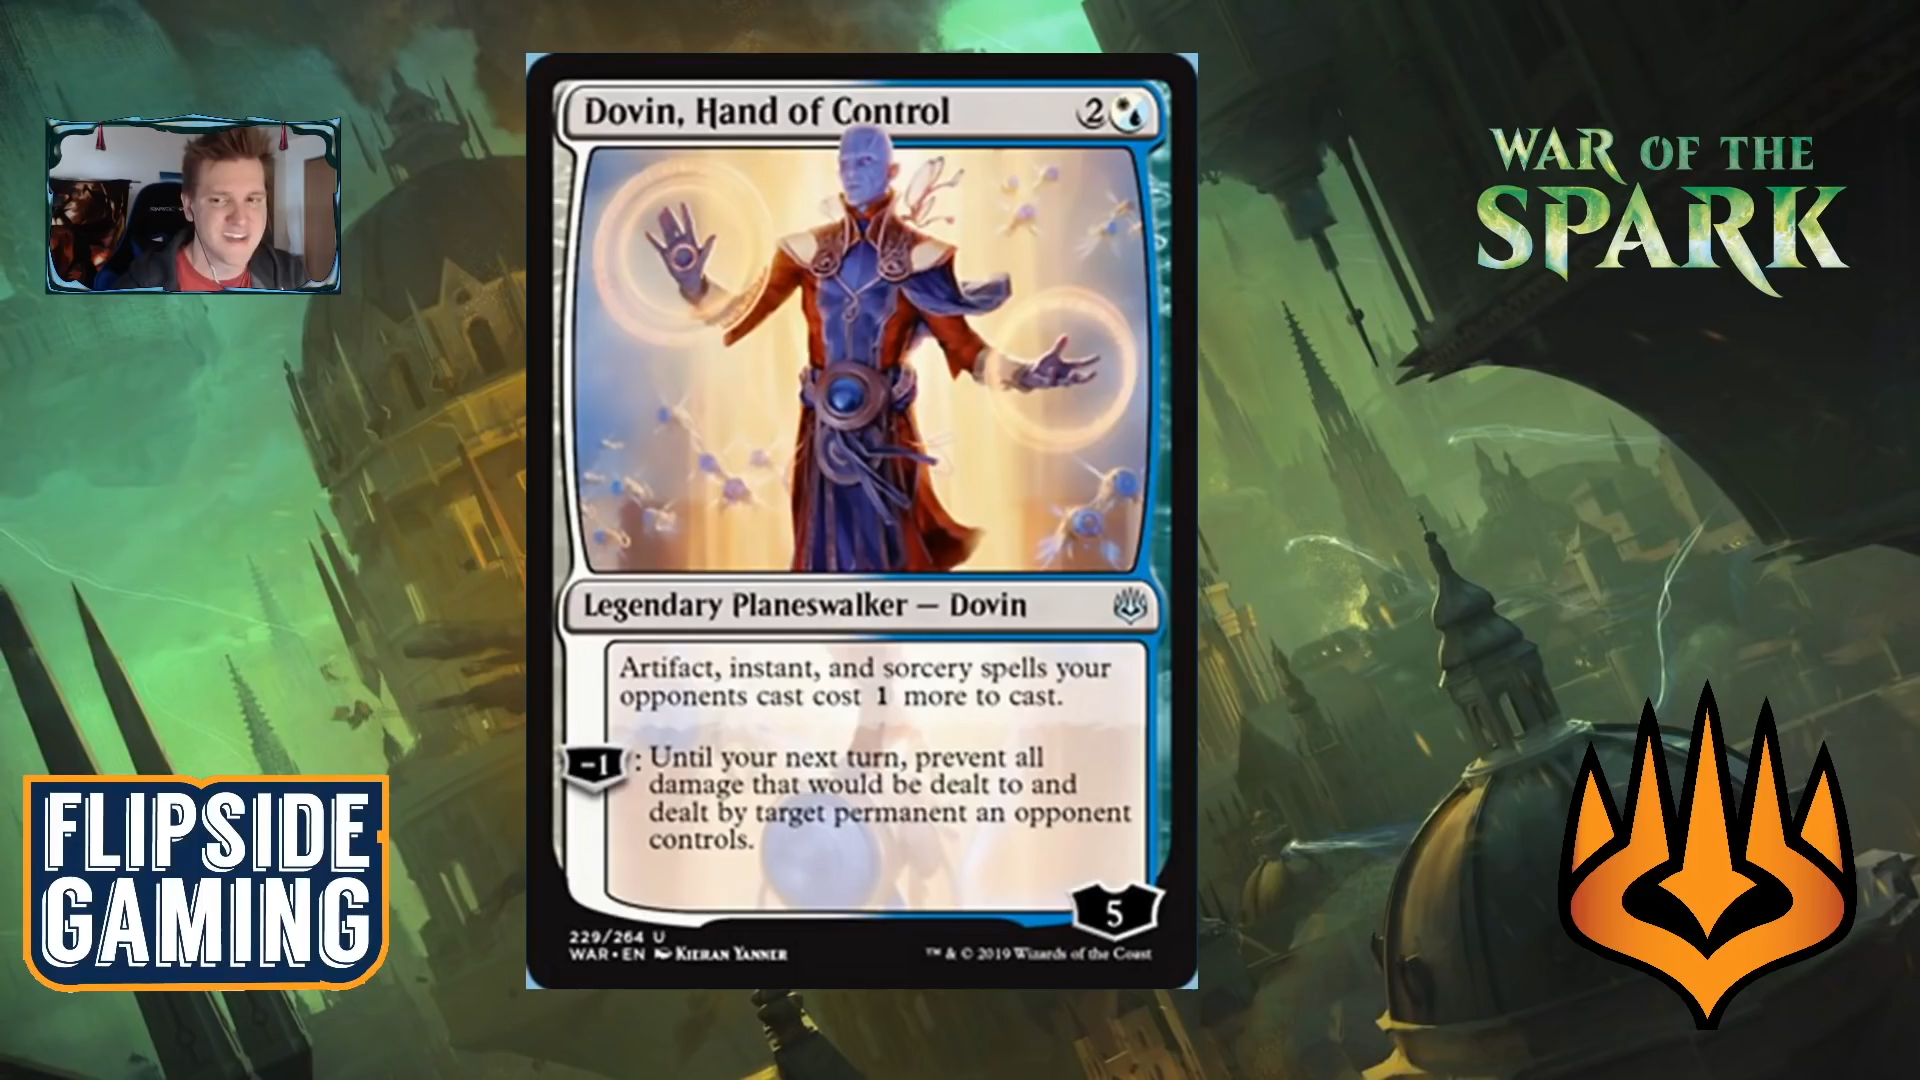 Dovin, Hand of Control
2
WAR OF THE
SPARK
Legendary Planeswalker — Dovin
Artifact, instant, and sorcery spells your
opponents cast cost 1 more to cast.
-1 : Until your next turn, prevent all
damage that would be dealt to and
dealt by target permanent an opponent
controls.
5
229/264 U
WAR • EN Kieran Yanner
™ & © 2019 Wizards of the Coast
FLIPSIDE
GAMING